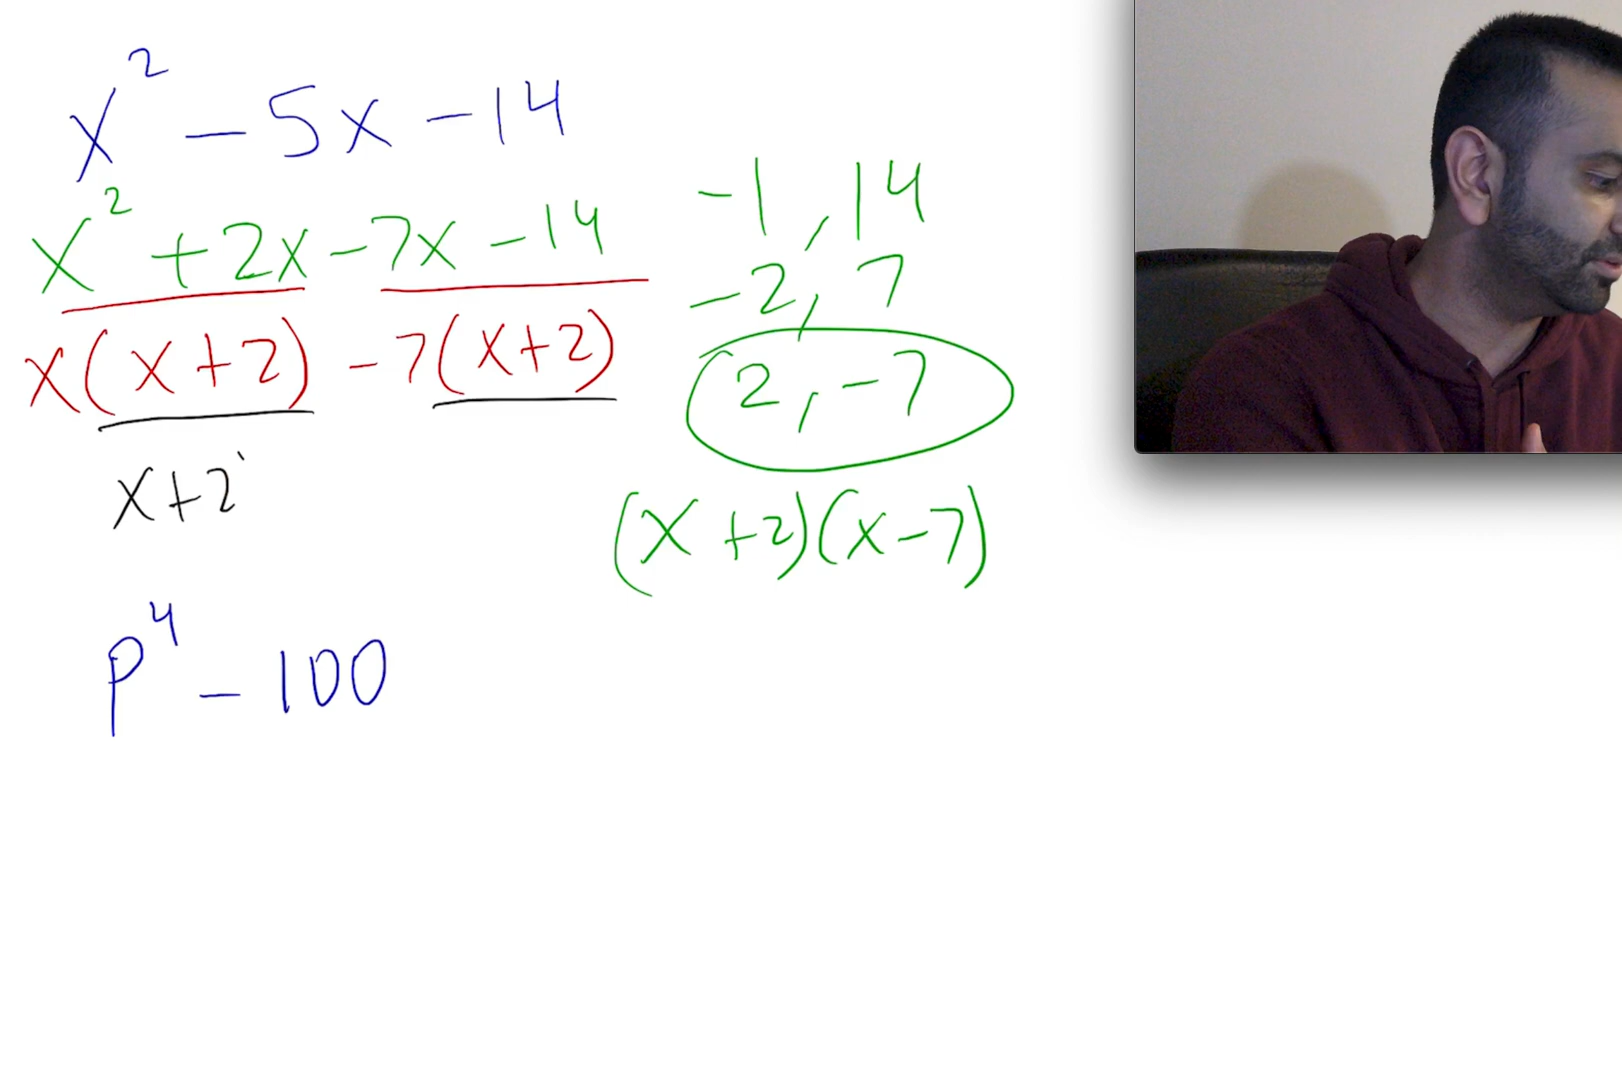 x² - 5x - 14
x² + 2x - 7x - 14
x(x+2) - 7(x+2)
x+2
-1, 14
-2, 7
2, -7
(x+2)(x-7)
p⁴ - 100